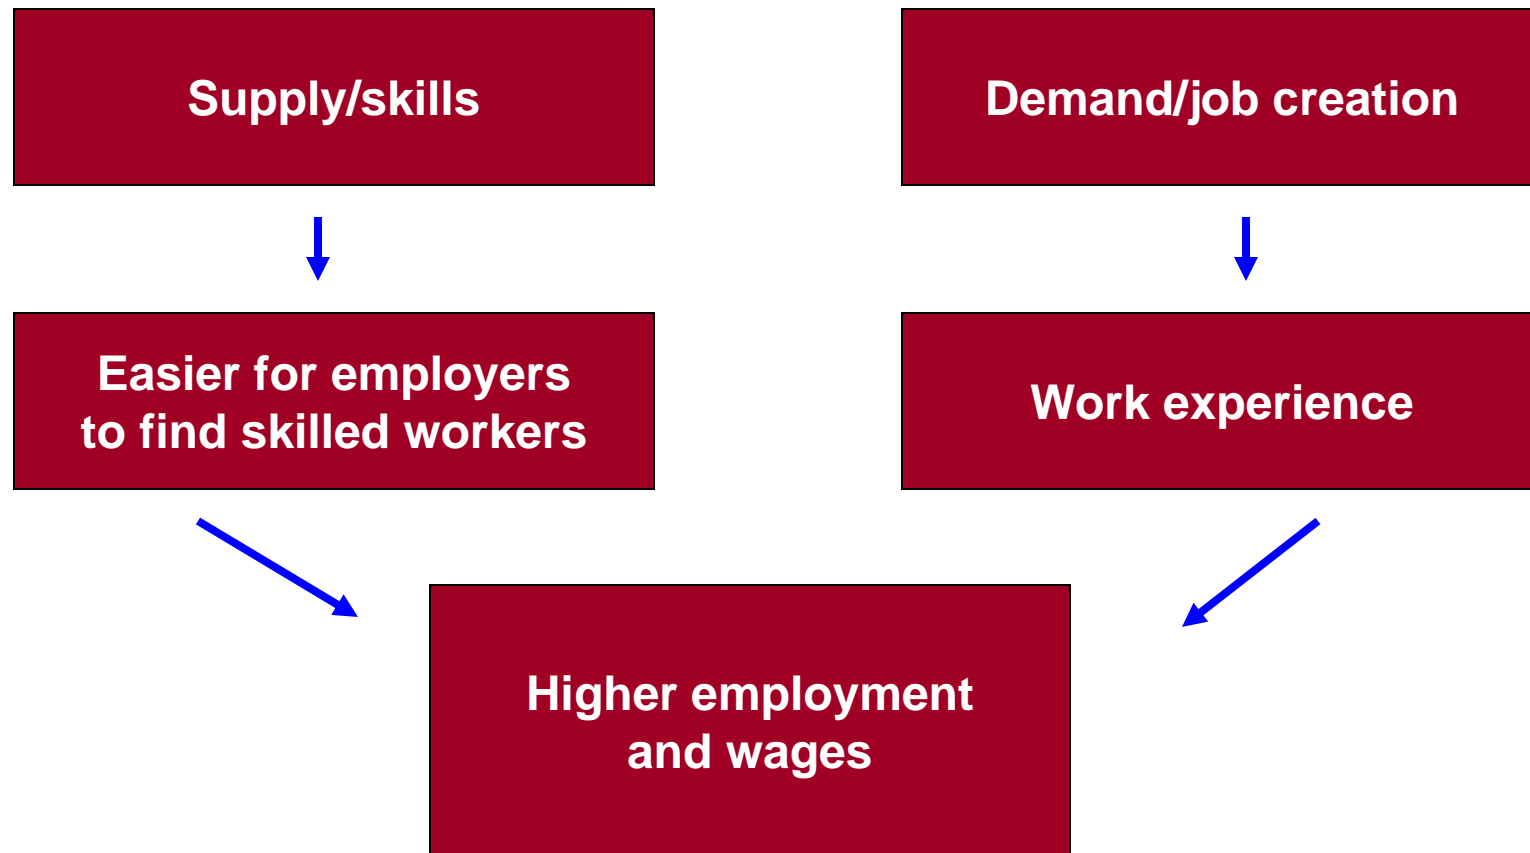 Supply/skills
Demand/job creation
Easier for employers
to find skilled workers
Work experience
Higher employment
and wages